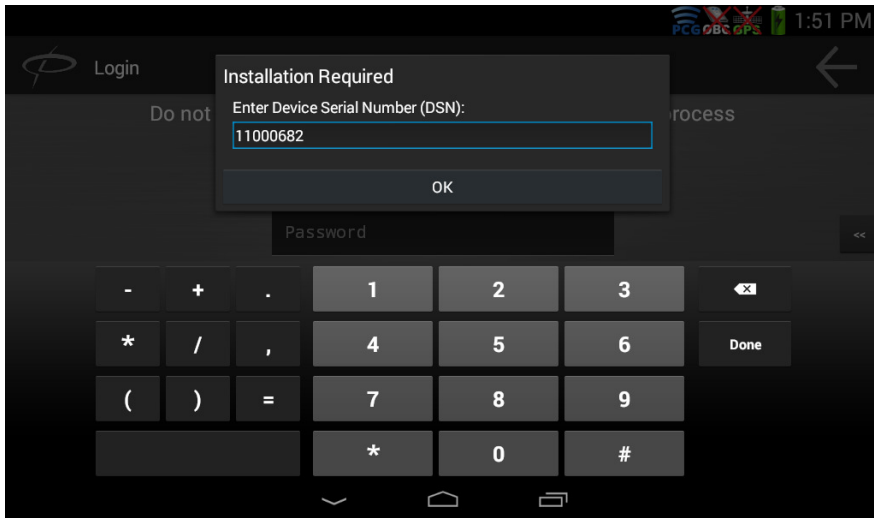 PCG OBC GPS 1:51 PM
Login
Installation Required
Do not
Enter Device Serial Number (DSN):
rocess
11000682
OK
Password
<<
- + . 1 2 3
* / , 4 5 6 Done
( ) = 7 8 9
* 0 #